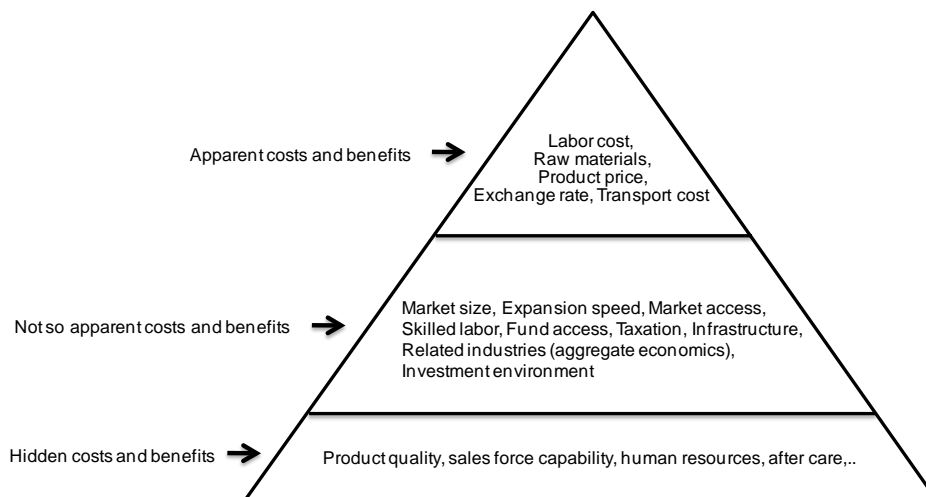 Labor cost,
Raw materials,
Apparent costs and benefits
Product price,
Exchange rate, Transport cost
Market size, Expansion speed, Market access,
Not so apparent costs and benefits
Skilled labor, Fund access, Taxation, Infrastructure,
Related industries (aggregate economics),
Investment environment
Hidden costs and benefits
Product quality, sales force capability, human resources, after care,..